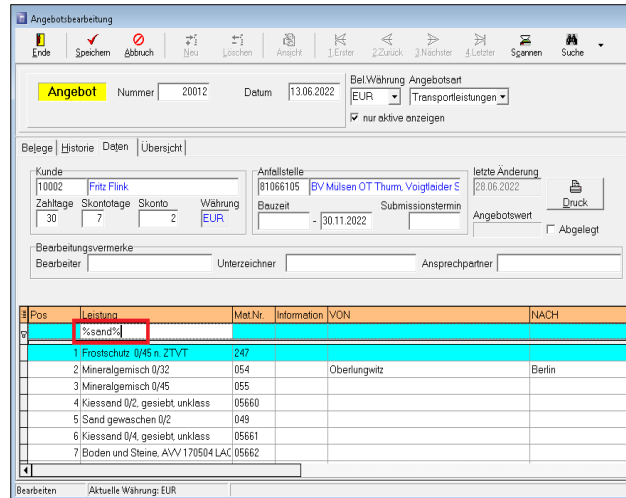 Angebotsbearbeitung
Ende Speichern Abbruch Neu Löschen Ansicht 1.Erster 2.Zurück 3.Nächster 4.Letzter Scannen Suche
Bel.Währung Angebotsart
Angebot Nummer 20012 Datum 13.06.2022 EUR Transportleistungen
nur aktive anzeigen
Belege Historie Daten Übersicht
Kunde Anfallstelle letzte Änderung
10002 Fritz Flink 81066105 BV Mülsen OT Thurm, Voigtlaider S 28.06.2022
Zahltage Skontotage Skonto Währung Bauzeit Submissionstermin Druck
30 7 2 EUR - 30.11.2022 Angebotswert
Abgelegt
Bearbeitungsvermerke
Bearbeiter Unterzeichner Ansprechpartner
Pos Leistung Mat.Nr. Information VON NACH
%sand%
1 Frostschutz 0/45 n. ZTVT 247
2 Mineralgemisch 0/32 054 Oberlungwitz Berlin
3 Mineralgemisch 0/45 055
4 Kiessand 0/2, gesiebt, unklass 05660
5 Sand gewaschen 0/2 049
6 Kiessand 0/4, gesiebt, unklass 05661
7 Boden und Steine, AVV 170504 LAG 05662
Bearbeiten Aktuelle Währung: EUR